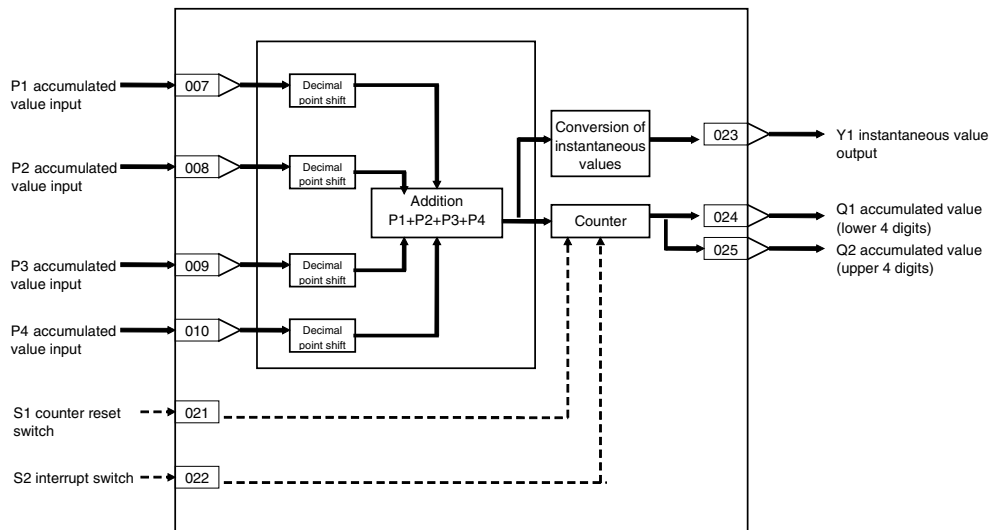 P1 accumulated
value input
007
Decimal
point shift
P2 accumulated
value input
008
Decimal
point shift
P3 accumulated
value input
009
Decimal
point shift
P4 accumulated
value input
010
Decimal
point shift
Addition
P1+P2+P3+P4
Conversion of
instantaneous
values
Counter
023
Y1 instantaneous value
output
024
Q1 accumulated value
(lower 4 digits)
025
Q2 accumulated value
(upper 4 digits)
S1 counter reset
switch
021
S2 interrupt switch
022